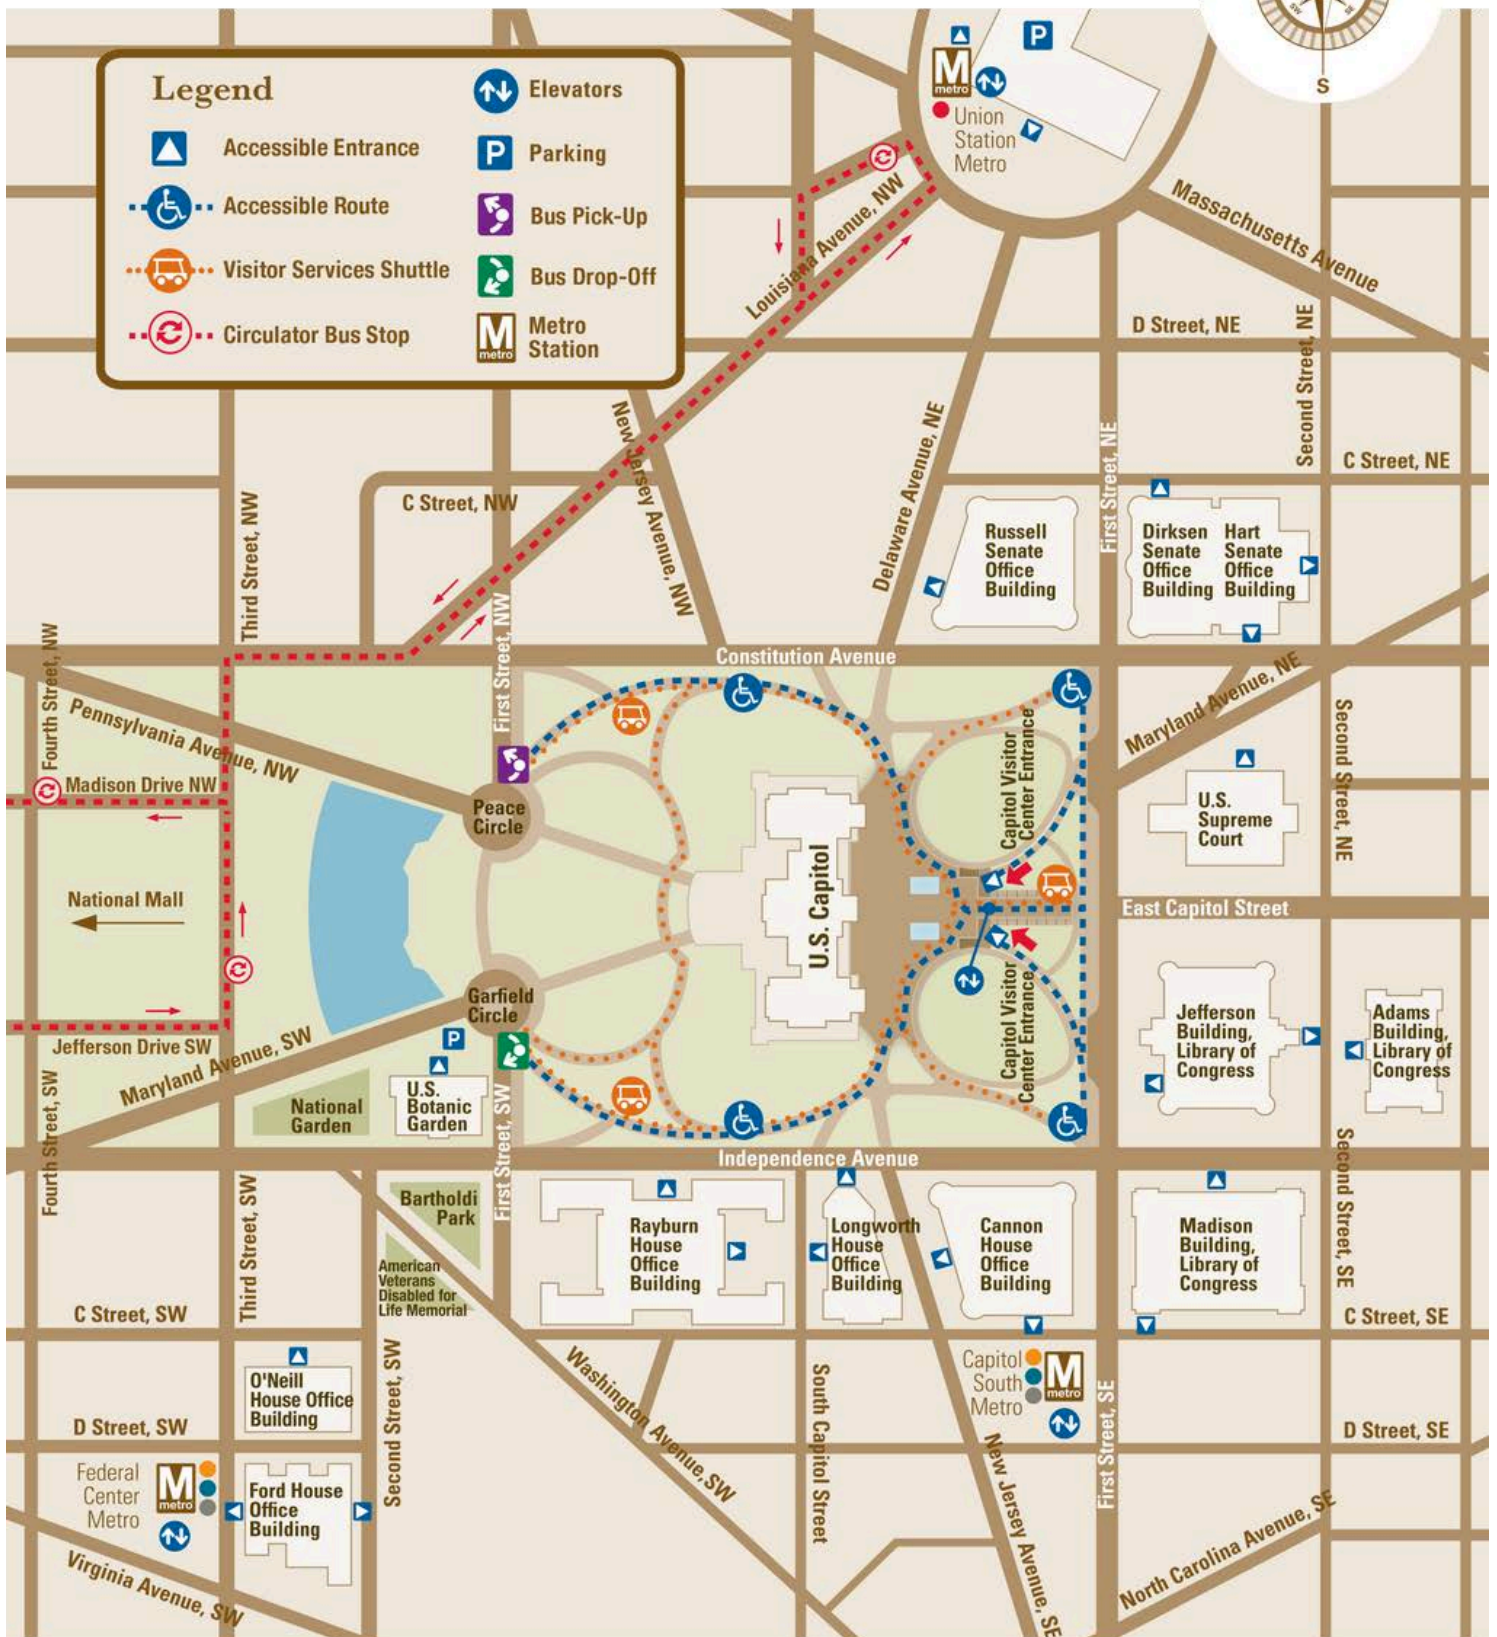 SW
SE
S
Legend
Accessible Entrance
Accessible Route
Visitor Services Shuttle
Circulator Bus Stop
Elevators
P
Parking
Bus Pick-Up
Bus Drop-Off
M
metro
Metro
Station
P
M
metro
Union
Station
Metro
Massachusetts Avenue
Louisiana Avenue, NW
D Street, NE
Second Street, NE
C Street, NE
New Jersey Avenue, NW
Delaware Avenue, NE
First Street, NE
C Street, NW
Third Street, NW
First Street, NW
Fourth Street, NW
Russell
Senate
Office
Building
Dirksen
Senate
Office
Building
Hart
Senate
Office
Building
Constitution Avenue
Maryland Avenue, NE
Second Street, NE
Pennsylvania Avenue, NW
Madison Drive NW
Peace
Circle
U.S. Capitol
Capitol Visitor
Center Entrance
U.S.
Supreme
Court
National Mall
East Capitol Street
Garfield
Circle
Capitol Visitor
Center Entrance
Jefferson
Building,
Library of
Congress
Adams
Building,
Library of
Congress
Jefferson Drive SW
Maryland Avenue, SW
P
U.S.
Botanic
Garden
National
Garden
Fourth Street, SW
First Street, SW
Independence Avenue
Second Street, SE
Third Street, SW
Bartholdi
Park
American
Veterans
Disabled for
Life Memorial
Rayburn
House
Office
Building
Longworth
House
Office
Building
Cannon
House
Office
Building
Madison
Building,
Library of
Congress
C Street, SW
C Street, SE
O'Neill
House Office
Building
Second Street, SW
Washington Avenue, SW
South Capitol Street
Capitol
South
Metro
M
metro
First Street, SE
New Jersey Avenue, SE
D Street, SW
D Street, SE
Federal
Center
Metro
M
metro
Ford House
Office
Building
Virginia Avenue, SW
North Carolina Avenue, SE